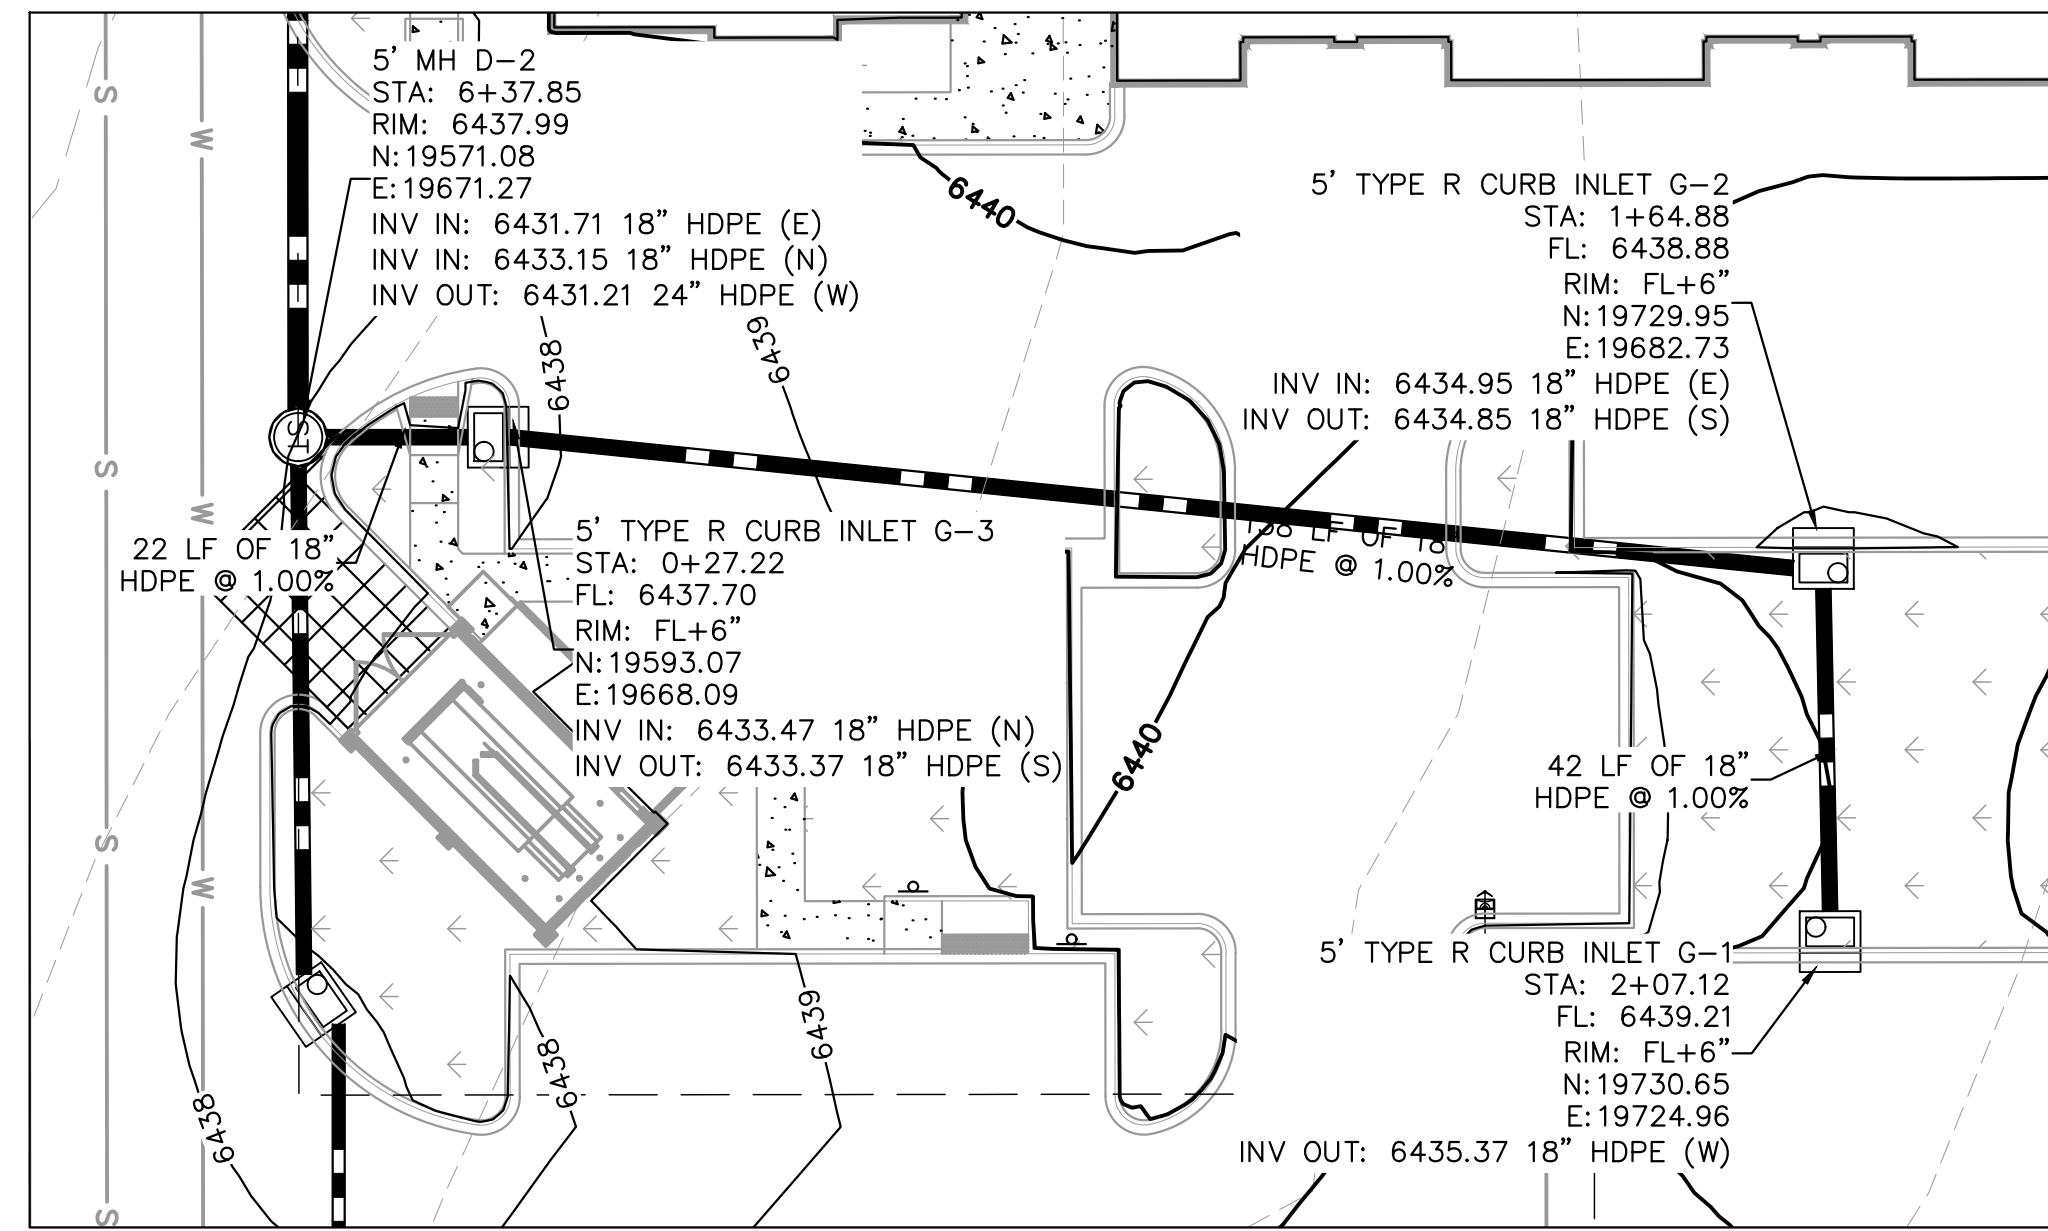 5' MH D-2
STA: 6+37.85
RIM: 6437.99
N:19571.08
E:19671.27
INV IN: 6431.71 18" HDPE (E)
INV IN: 6433.15 18" HDPE (N)
INV OUT: 6431.21 24" HDPE (W)
5' TYPE R CURB INLET G-2
STA: 1+64.88
FL: 6438.88
RIM: FL+6"
N:19729.95
E:19682.73
INV IN: 6434.95 18" HDPE (E)
INV OUT: 6434.85 18" HDPE (S)
6440
6438
6439
S
W
S
W
ST
22 LF OF 18"
HDPE @ 1.00%
5' TYPE R CURB INLET G-3
STA: 0+27.22
FL: 6437.70
RIM: FL+6"
N:19593.07
E:19668.09
INV IN: 6433.47 18" HDPE (N)
INV OUT: 6433.37 18" HDPE (S)
138 LF OF 18"
HDPE @ 1.00%
6440
42 LF OF 18"
HDPE @ 1.00%
S
W
5' TYPE R CURB INLET G-1
STA: 2+07.12
FL: 6439.21
RIM: FL+6"
N:19730.65
E:19724.96
INV OUT: 6435.37 18" HDPE (W)
6439
6438
6438
S